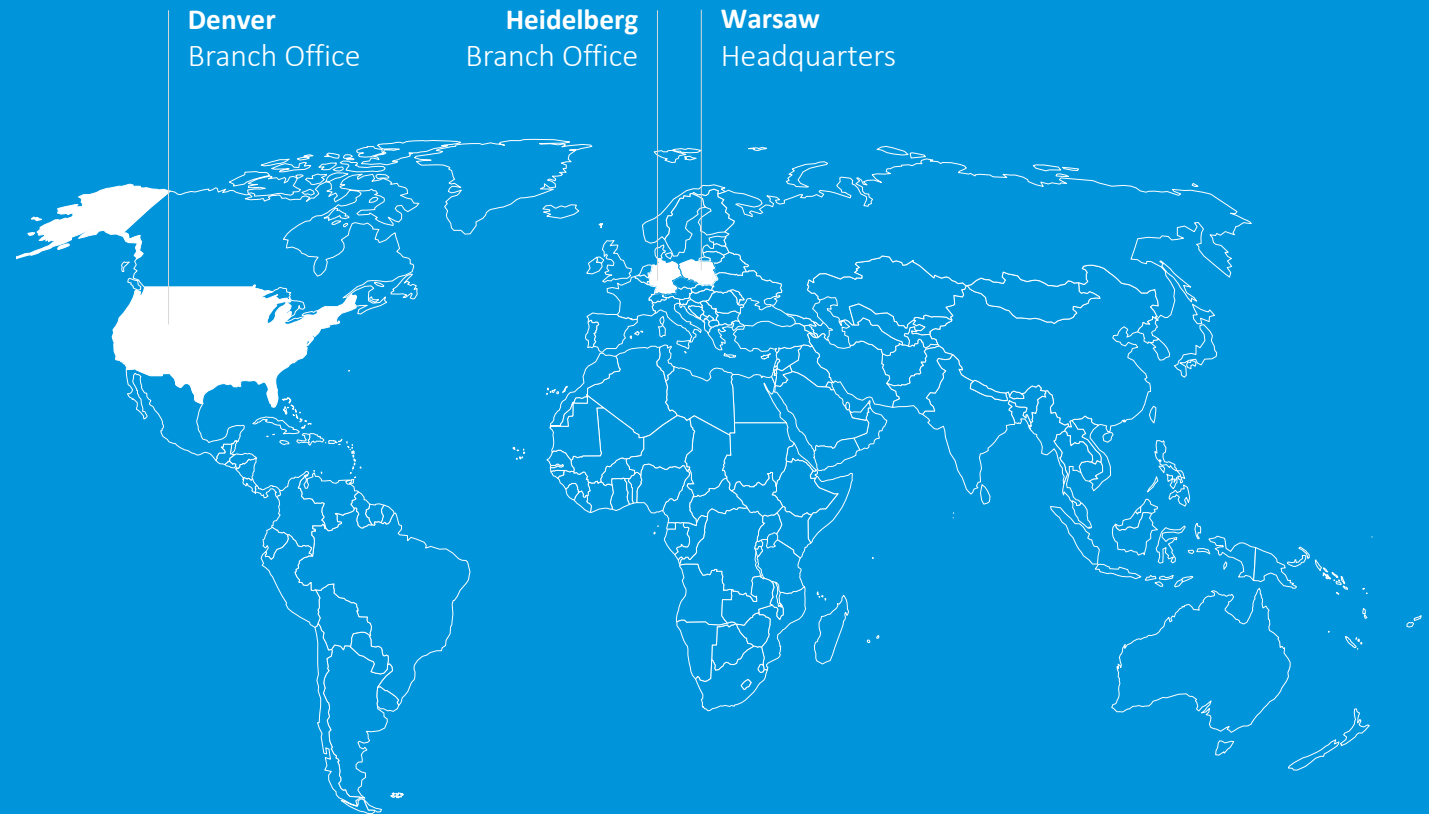 Denver
Branch Office
Heidelberg
Branch Office
Warsaw
Headquarters